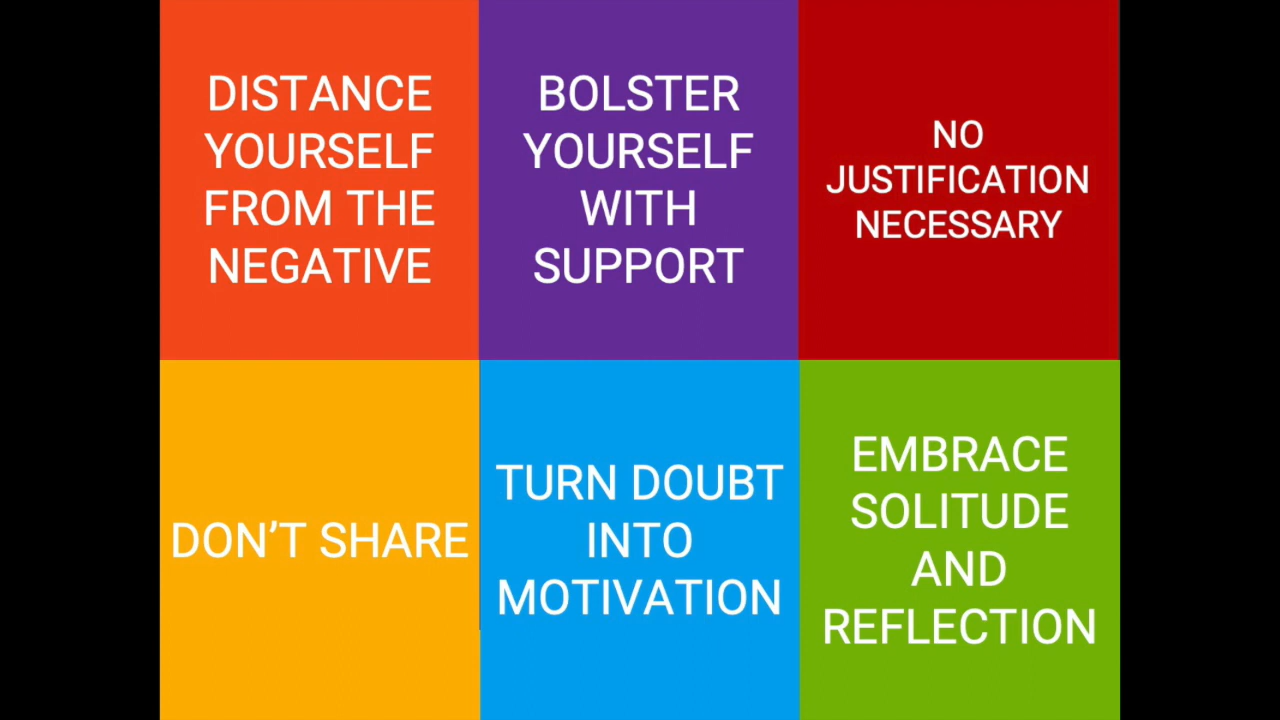 DISTANCE
YOURSELF
FROM THE
NEGATIVE
BOLSTER
YOURSELF
WITH
SUPPORT
NO
JUSTIFICATION
NECESSARY
DON’T SHARE
TURN DOUBT
INTO
MOTIVATION
EMBRACE
SOLITUDE
AND
REFLECTION